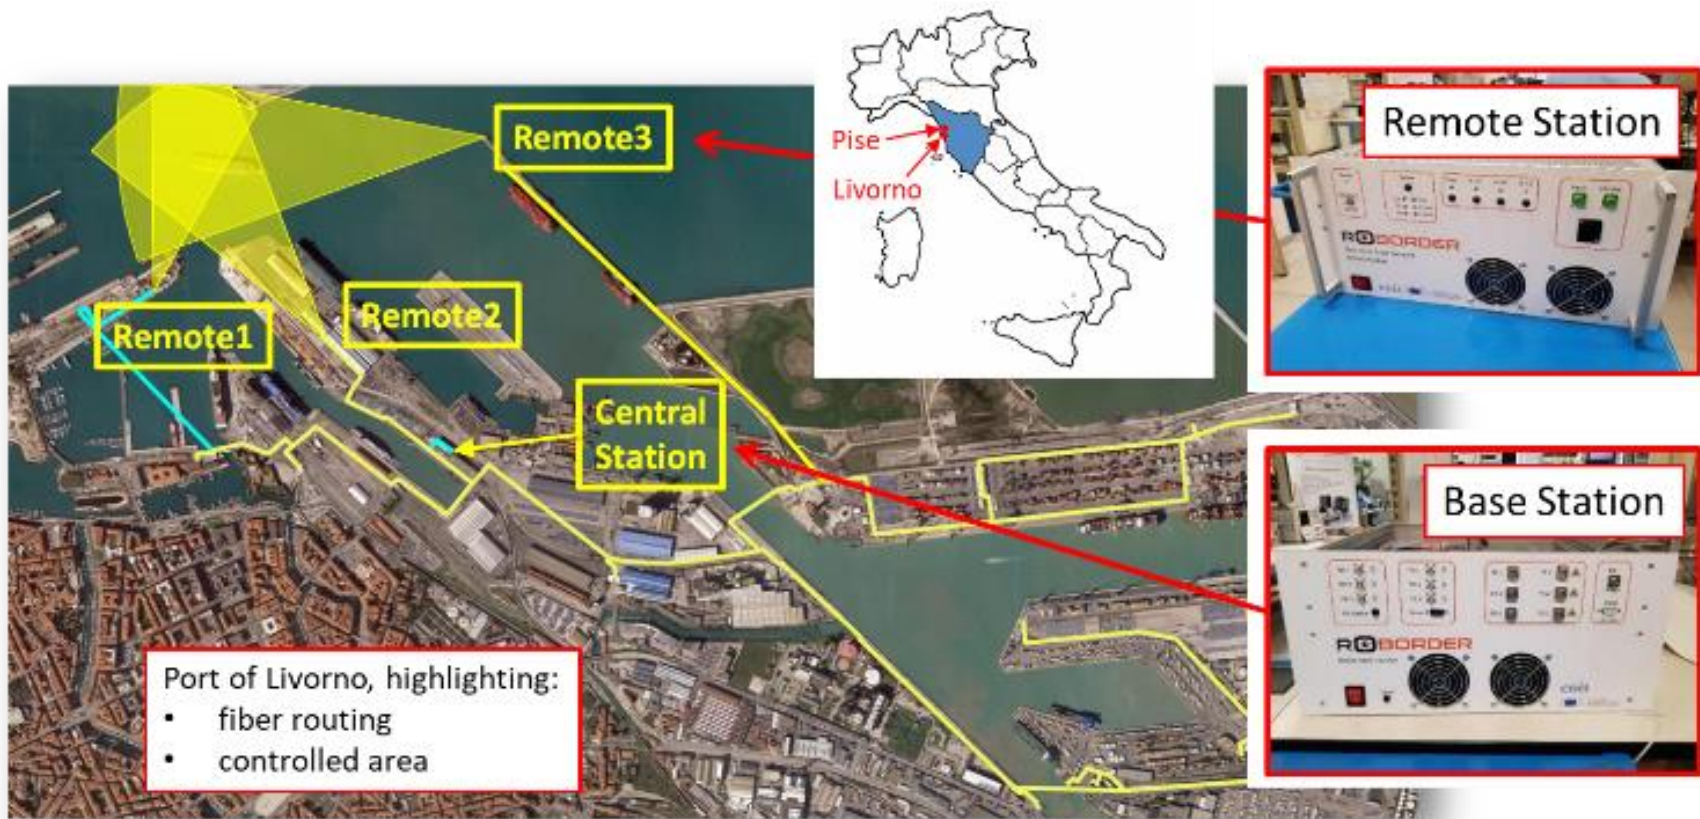 Remote3
Remote1
Remote2
Central
Station
Pise
Livorno
Remote Station
ROBORDER
Base Station
ROBORDER
Port of Livorno, highlighting:
• fiber routing
• controlled area